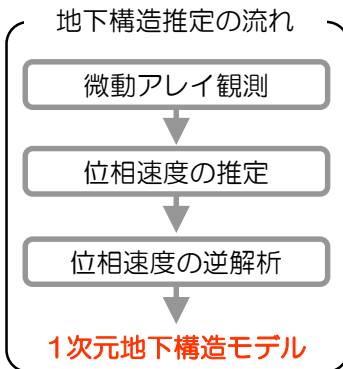 地下構造推定の流れ
微動アレイ観測
位相速度の推定
位相速度の逆解析
1次元地下構造モデル